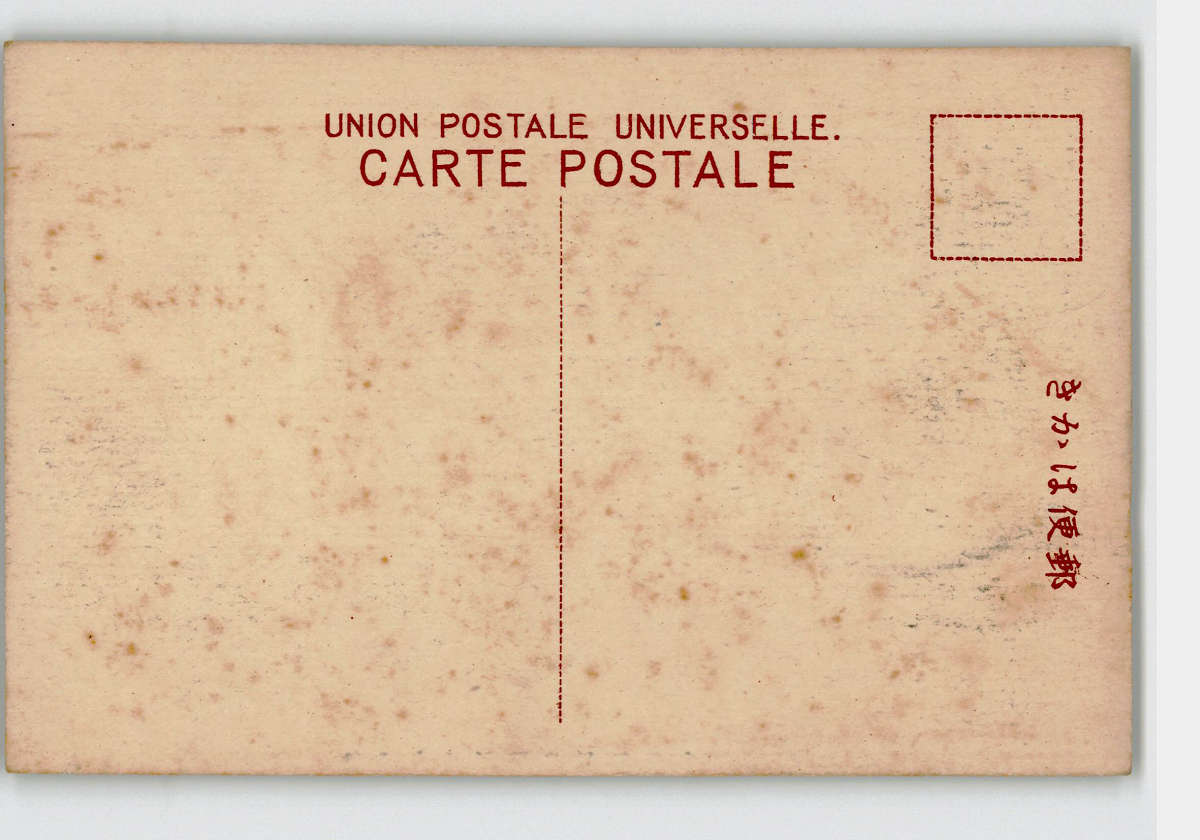 UNION POSTALE UNIVERSELLE.
CARTE POSTALE
きかは便郵